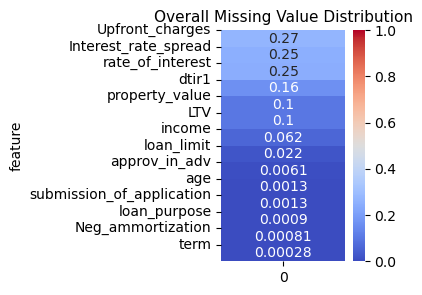 Overall Missing Value Distribution
Upfront_charges
Interest_rate_spread
rate_of_interest
dtir1
property_value
LTV
income
loan_limit
approv_in_adv
age
submission_of_application
loan_purpose
Neg_ammortization
term
feature
0.27
0.25
0.25
0.16
0.1
0.1
0.062
0.022
0.0061
0.0013
0.0013
0.0009
0.00081
0.00028
0
1.0
0.8
0.6
0.4
0.2
0.0